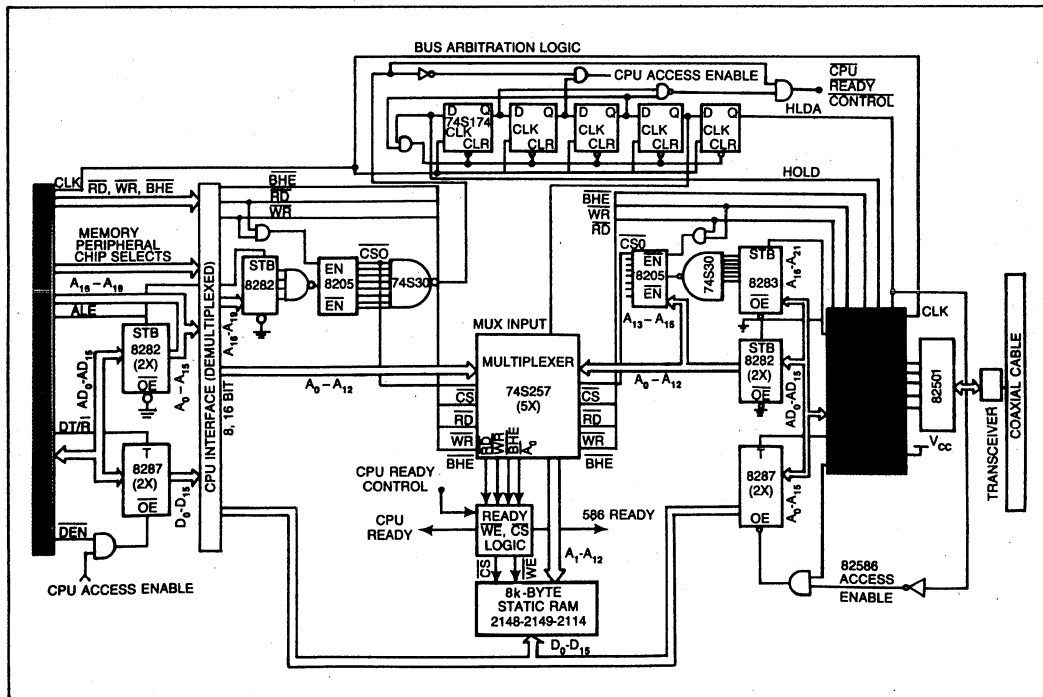 BUS ARBITRATION LOGIC
CPU ACCESS ENABLE
CPU
READY
CONTROL
HLDA
D Q
74S174
CLK
CLR
D Q
CLK
CLR
D Q
CLK
CLR
D Q
CLK
CLR
D Q
CLK
CLR
HOLD
CLK
RD, WR, BHE
MEMORY
PERIPHERAL
CHIP SELECTS
A16–A19
ALE
STB
8282
(2X)
OE
AD0-AD15
A0–A15
DT/R
T
8287
(2X)
OE
D0-D15
DEN
CPU ACCESS ENABLE
CPU INTERFACE (DEMULTIPLEXED)
8, 16 BIT
BHE
RD
WR
STB
8282
A16-A19
EN
8205
EN
CS0
74S30
A0–A12
MUX INPUT
MULTIPLEXER
74S257
(5X)
CS
RD
WR
BHE
RD
WR
BHE
A0
CS
RD
WR
BHE
CPU READY
CONTROL
CPU
READY
READY
WE, CS
LOGIC
586 READY
CS
WE
A1-A12
8k-BYTE
STATIC RAM
2148-2149-2114
D0-D15
BHE
WR
RD
CS0
EN
8205
EN
74S30
STB
8283
OE
A16-A21
A13–A15
A0–A12
STB
8282
(2X)
OE
AD0-AD15
T
8287
(2X)
OE
A0-A15
CLK
82501
VCC
TRANSCEIVER
COAXIAL CABLE
82586
ACCESS
ENABLE